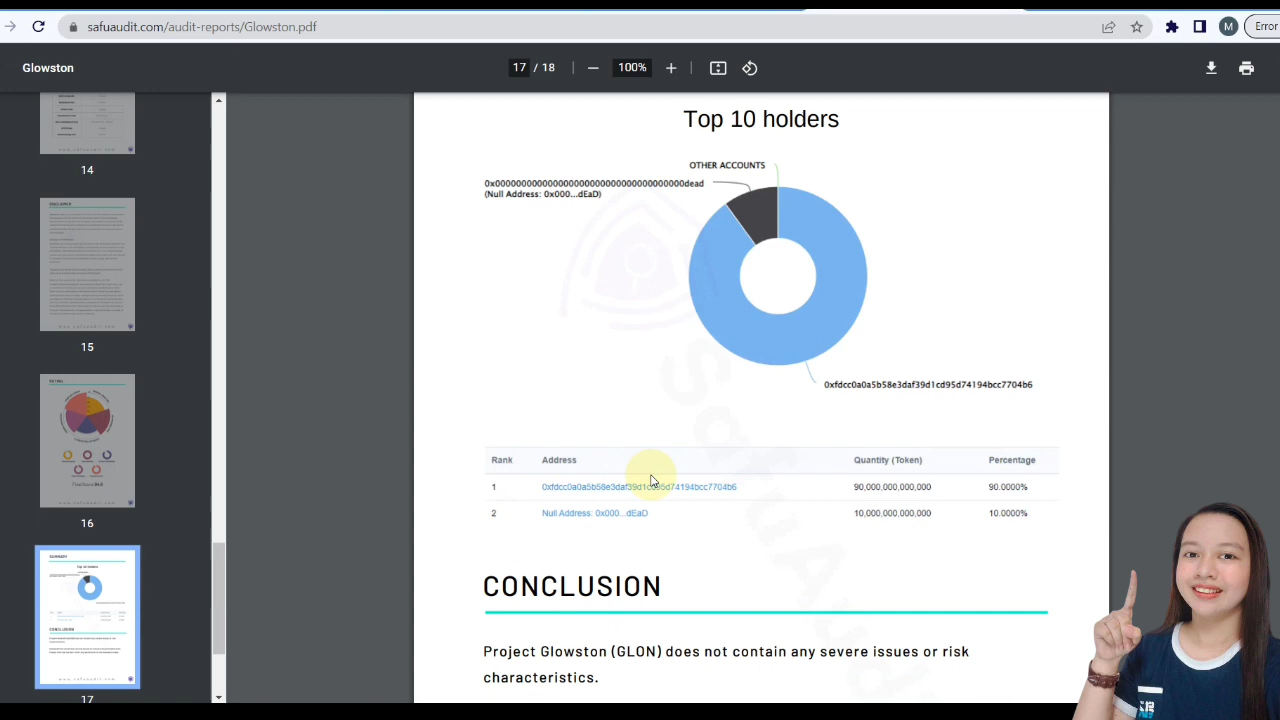 safuaudit.com/audit-reports/Glowston.pdf
M
Error
Glowston
17 / 18
100%
14
15
16
17
Top 10 holders
OTHER ACCOUNTS
(Null Address: 0x000...dEaD)
0xfdcc0a0a5b58e3daf39d1cd95d74194bcc7704b6
Rank Address Quantity (Token) Percentage
1 0xfdcc0a0a5b58e3daf39d1cd95d74194bcc7704b6 90,000,000,000,000 90.0000%
2 Null Address: 0x000...dEaD 10,000,000,000,000 10.0000%
CONCLUSION
Project Glowston (GLON) does not contain any severe issues or risk
characteristics.
SafuAudit